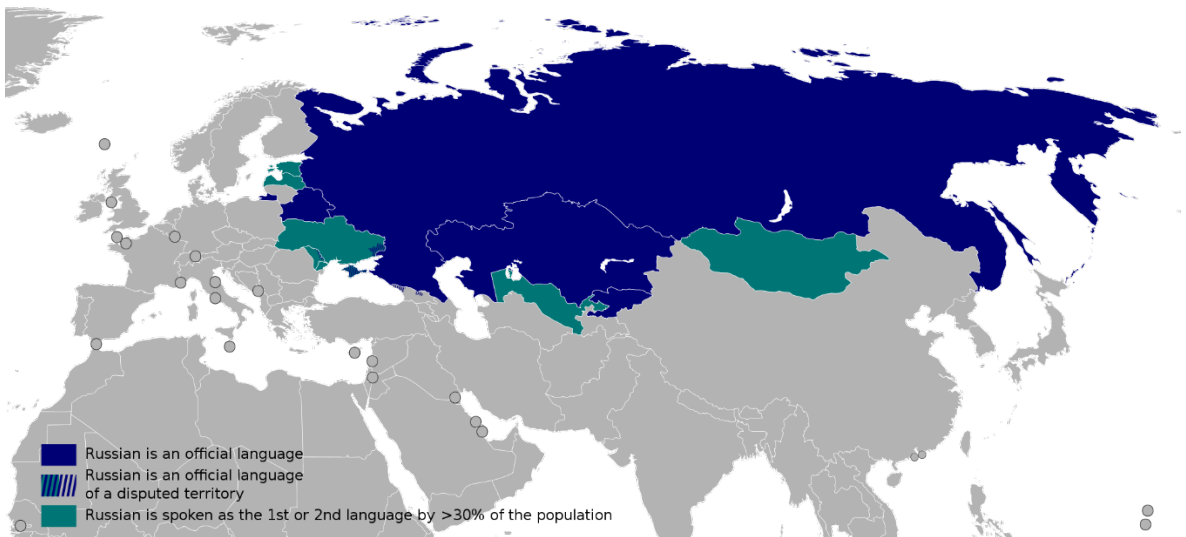 Russian is an official language
Russian is an official language
of a disputed territory
Russian is spoken as the 1st or 2nd language by >30% of the population